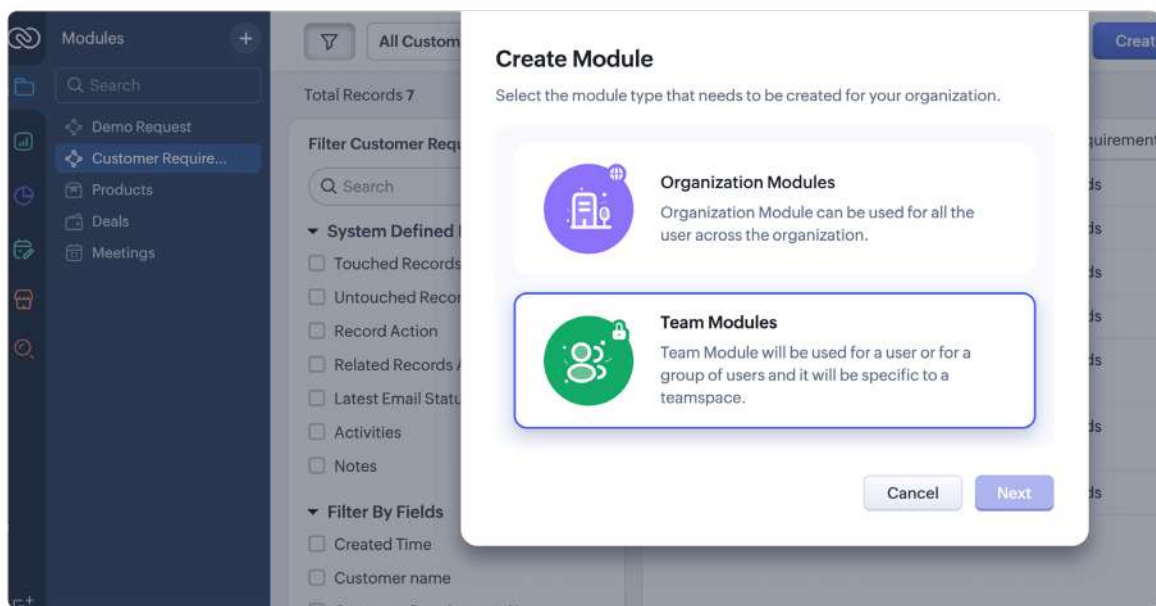 Modules
+
Search
Demo Request
Customer Require...
Products
Deals
Meetings
All Custom
Total Records 7
Filter Customer Requ
Search
System Defined
Touched Records
Untouched Recor
Record Action
Related Records
Latest Email Statu
Activities
Notes
Filter By Fields
Created Time
Customer name
Create Module
Select the module type that needs to be created for your organization.
Organization Modules
Organization Module can be used for all the
user across the organization.
Team Modules
Team Module will be used for a user or for a
group of users and it will be specific to a
teamspace.
Cancel
Next
Creat
quirement
ds
ds
ds
ds
ds
ds
ds